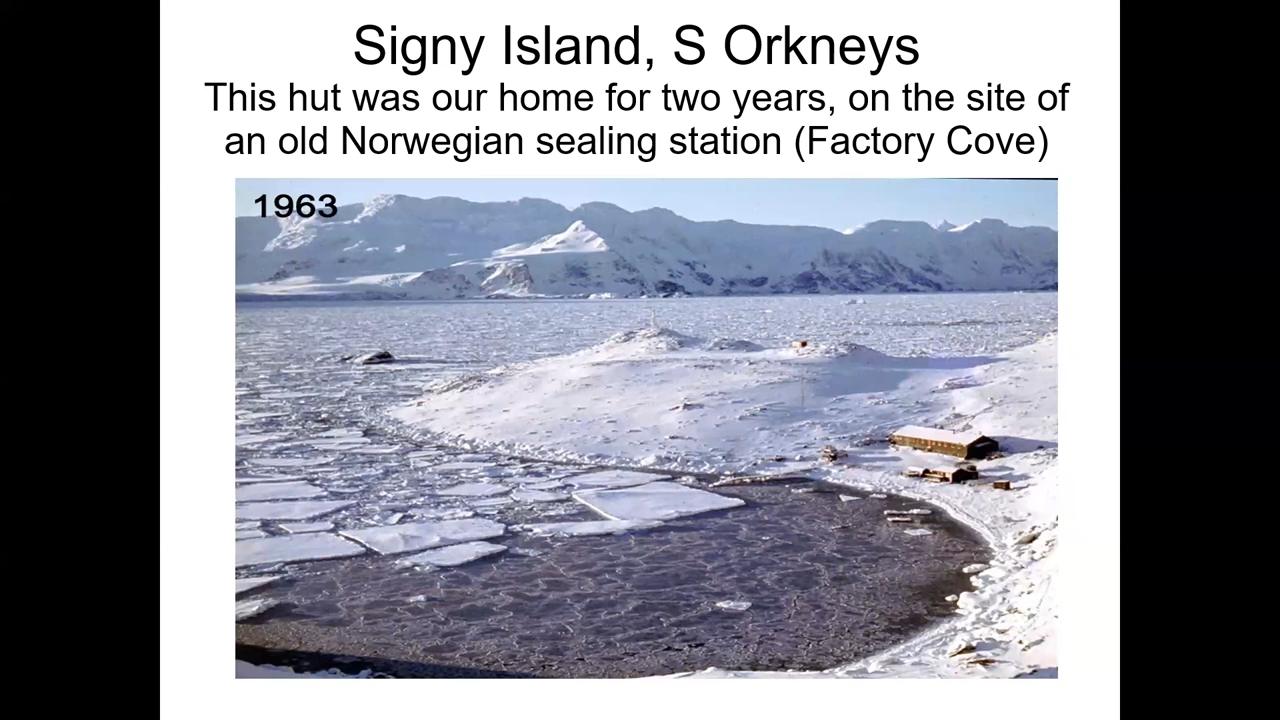 Signy Island, S Orkneys
This hut was our home for two years, on the site of
an old Norwegian sealing station (Factory Cove)
1963